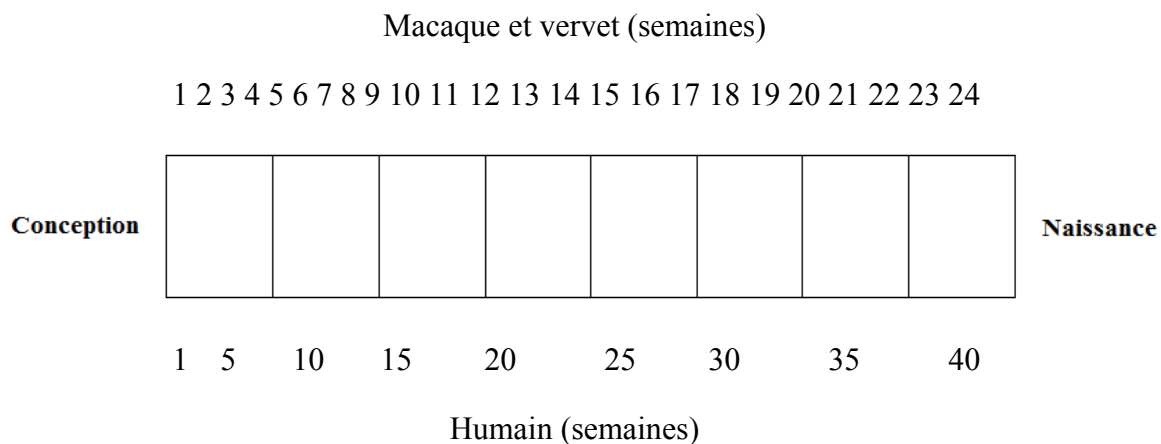 Macaque et vervet (semaines)
1 2 3 4 5 6 7 8 9 10 11 12 13 14 15 16 17 18 19 20 21 22 23 24
Conception
Naissance
1 5 10 15 20 25 30 35 40
Humain (semaines)